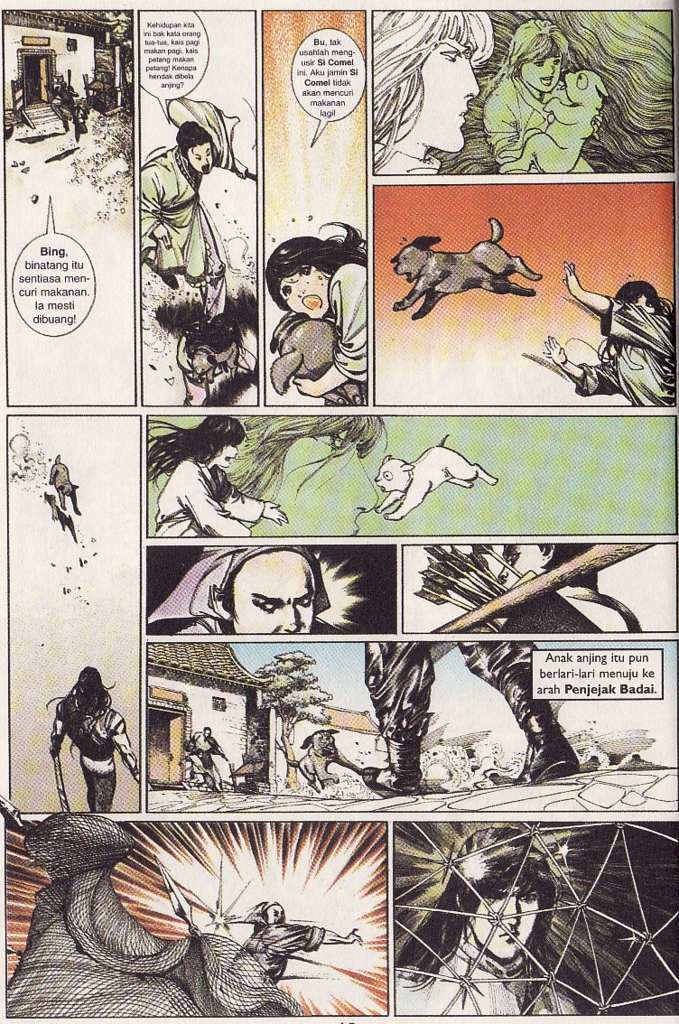 Bing,
binatang itu
sentiasa men-
curi makanan.
Ia mesti
dibuang!
Kehidupan kita
ini bak kata orang
tua-tua, kais pagi
makan pagi, kais
petang makan
petang! Kenapa
hendak dibela
anjing?
Bu, tak
usahlah meng-
usir Si Comel
ini. Aku jamin Si
Comel tidak
akan mencuri
makanan
lagi!
Anak anjing itu pun
berlari-lari menuju ke
arah Penjejak Badai.